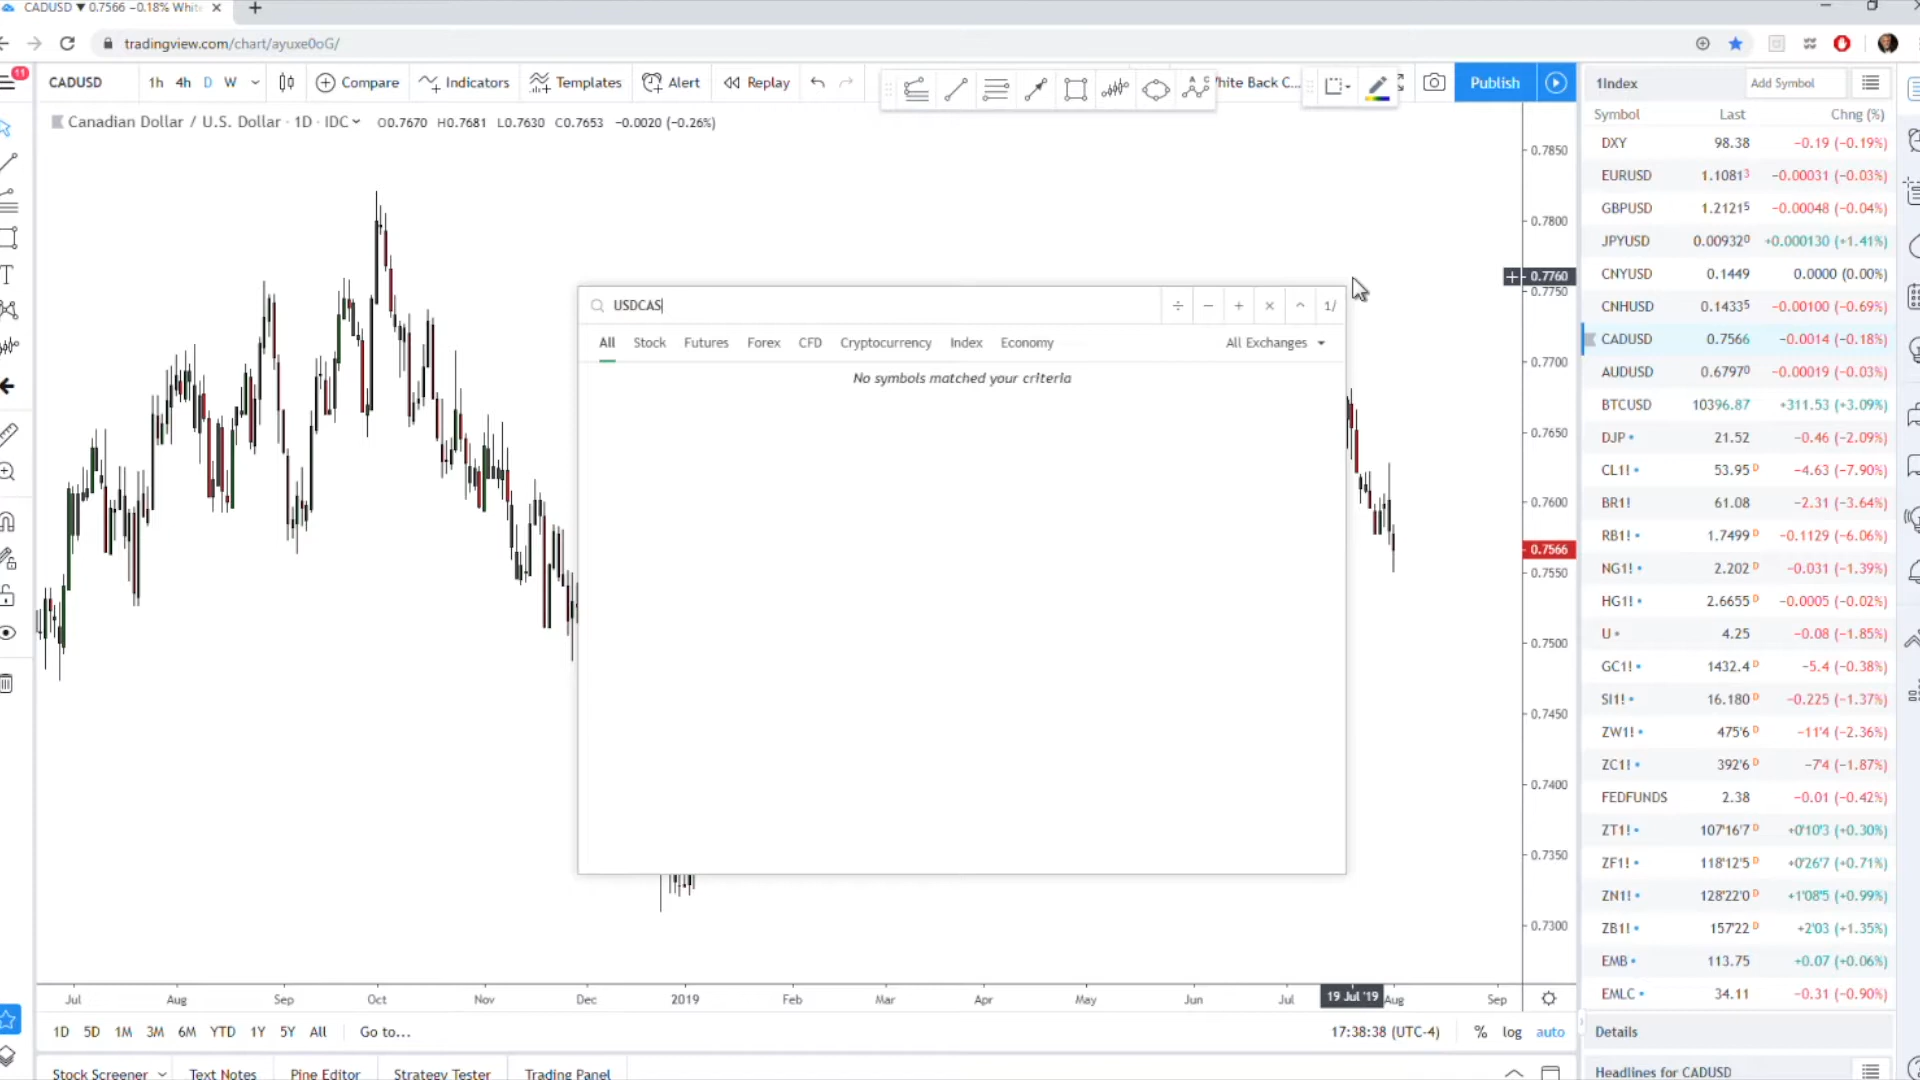 CADUSD ▼ 0.7566 −0.18% White
tradingview.com/chart/ayuxe0oG/
11
CADUSD 1h 4h D W Compare Indicators Templates Alert Replay White Back C... Publish
Canadian Dollar / U.S. Dollar · 1D · IDC O0.7670 H0.7681 L0.7630 C0.7653 −0.0020 (−0.26%)
USDCAS ÷ − + × ^ 1/
All Stock Futures Forex CFD Cryptocurrency Index Economy All Exchanges
No symbols matched your criteria
0.7850
0.7800
0.7760
0.7750
0.7700
0.7650
0.7600
0.7566
0.7550
0.7500
0.7450
0.7400
0.7350
0.7300
Jul Aug Sep Oct Nov Dec 2019 Feb Mar Apr May Jun Jul 19 Jul '19 Aug Sep
1D 5D 1M 3M 6M YTD 1Y 5Y All Go to... 17:38:38 (UTC-4) % log auto
Stock Screener Text Notes Pine Editor Strategy Tester Trading Panel
1Index Add Symbol
Symbol Last Chng (%)
DXY 98.38 −0.19 (−0.19%)
EURUSD 1.10813 −0.00031 (−0.03%)
GBPUSD 1.21215 −0.00048 (−0.04%)
JPYUSD 0.009320 +0.000130 (+1.41%)
CNYUSD 0.1449 0.0000 (0.00%)
CNHUSD 0.14335 −0.00100 (−0.69%)
CADUSD 0.7566 −0.0014 (−0.18%)
AUDUSD 0.67970 −0.00019 (−0.03%)
BTCUSD 10396.87 +311.53 (+3.09%)
DJP 21.52 −0.46 (−2.09%)
CL1! 53.95 D −4.63 (−7.90%)
BR1! 61.08 −2.31 (−3.64%)
RB1! 1.7499 D −0.1129 (−6.06%)
NG1! 2.202 D −0.031 (−1.39%)
HG1! 2.6655 D −0.0005 (−0.02%)
U 4.25 −0.08 (−1.85%)
GC1! 1432.4 D −5.4 (−0.38%)
SI1! 16.180 D −0.225 (−1.37%)
ZW1! 475'6 D −11'4 (−2.36%)
ZC1! 392'6 D −7'4 (−1.87%)
FEDFUNDS 2.38 −0.01 (−0.42%)
ZT1! 107'16'7 D +0'10'3 (+0.30%)
ZF1! 118'12'5 D +0'26'7 (+0.71%)
ZN1! 128'22'0 D +1'08'5 (+0.99%)
ZB1! 157'22 D +2'03 (+1.35%)
EMB 113.75 +0.07 (+0.06%)
EMLC 34.11 −0.31 (−0.90%)
Details
Headlines for CADUSD